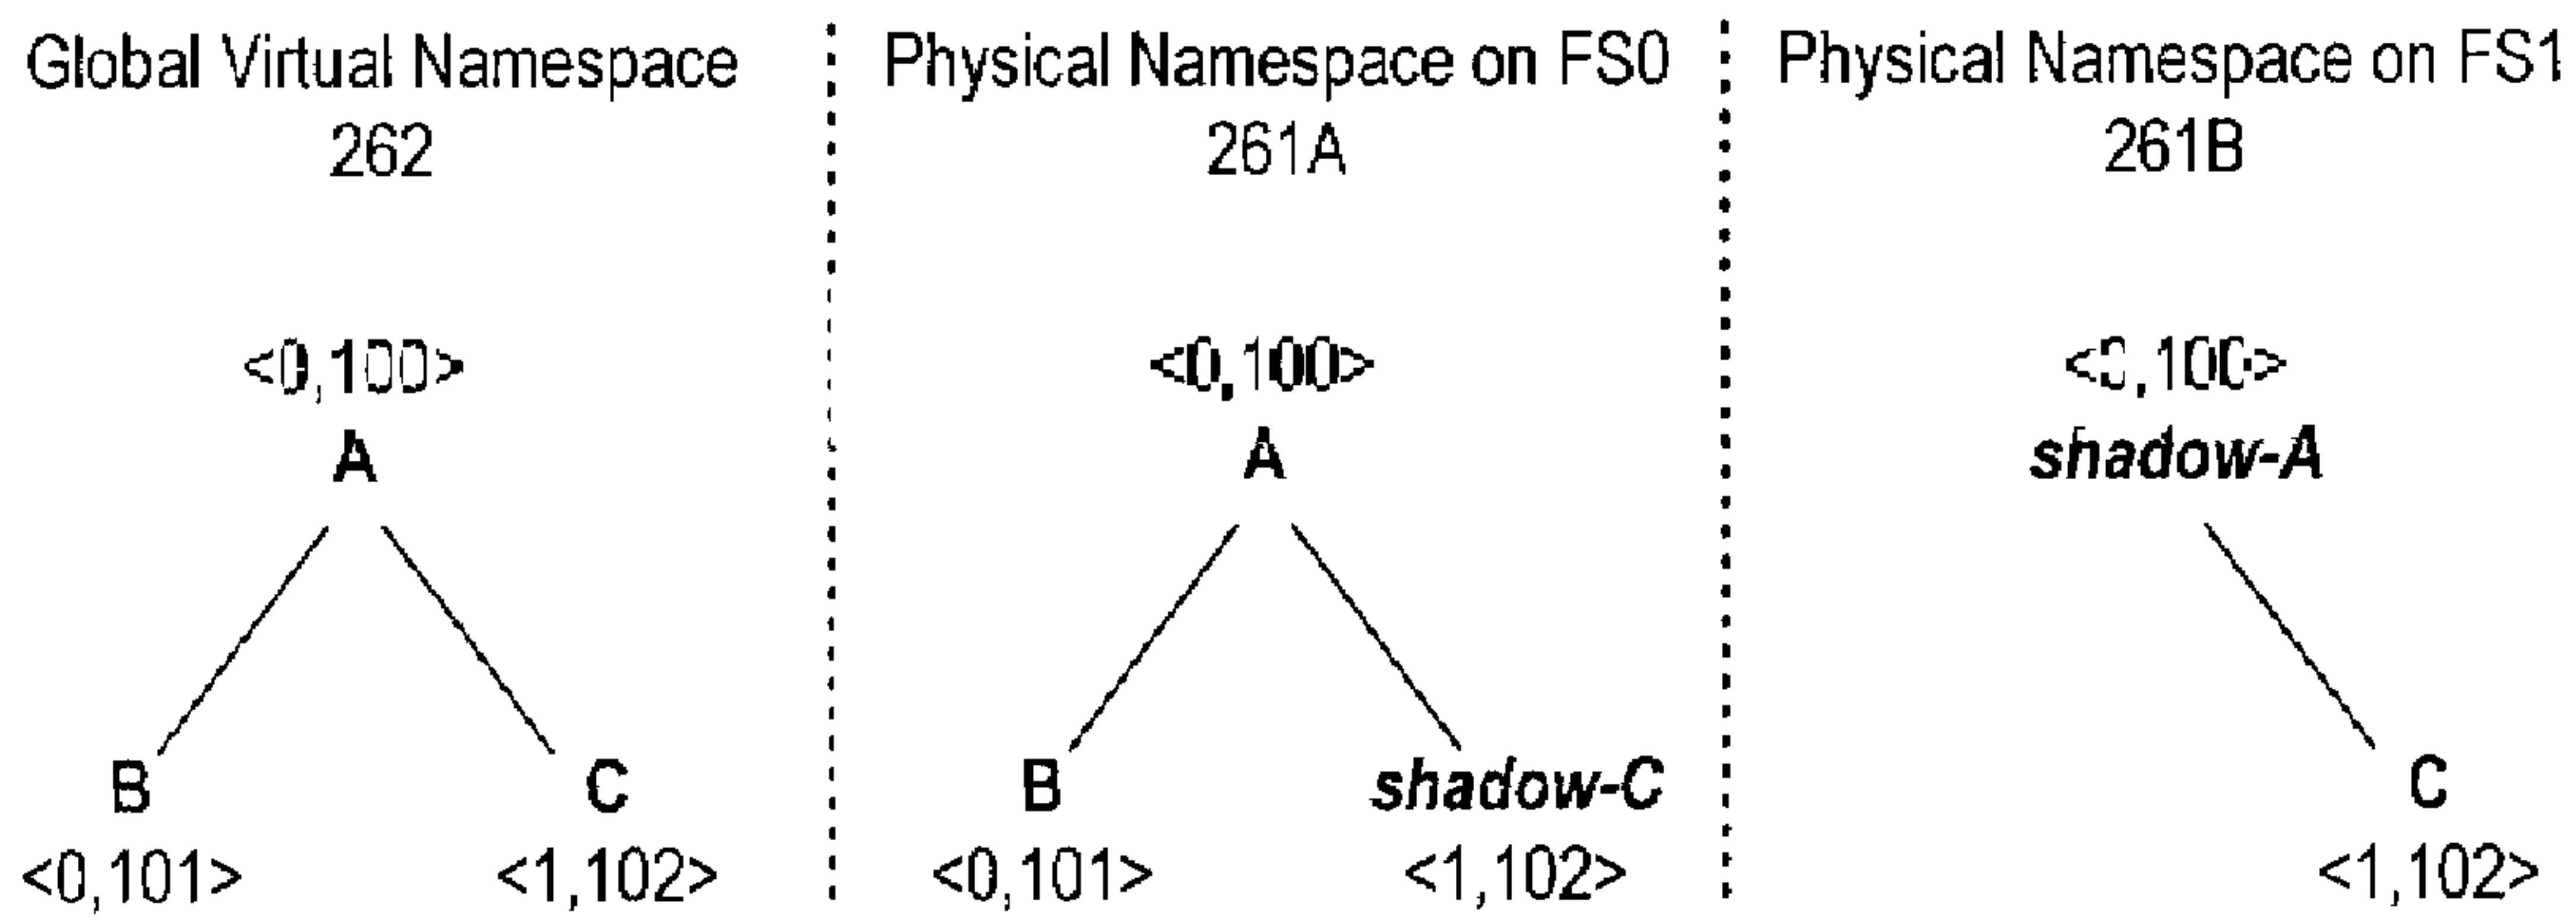 Global Virtual Namespace
262
<0,100>
A
B
C
<0,101>
<1,102>
Physical Namespace on FS0
261A
<0,100>
A
B
shadow-C
<0,101>
<1,102>
Physical Namespace on FS1
261B
<0,100>
shadow-A
C
<1,102>